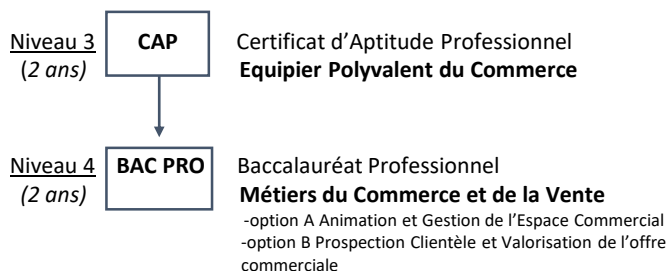 Niveau 3 CAP Certificat d’Aptitude Professionnel
(2 ans) Equipier Polyvalent du Commerce
Niveau 4 BAC PRO Baccalauréat Professionnel
(2 ans) Métiers du Commerce et de la Vente
-option A Animation et Gestion de l’Espace Commercial
-option B Prospection Clientèle et Valorisation de l’offre
commerciale